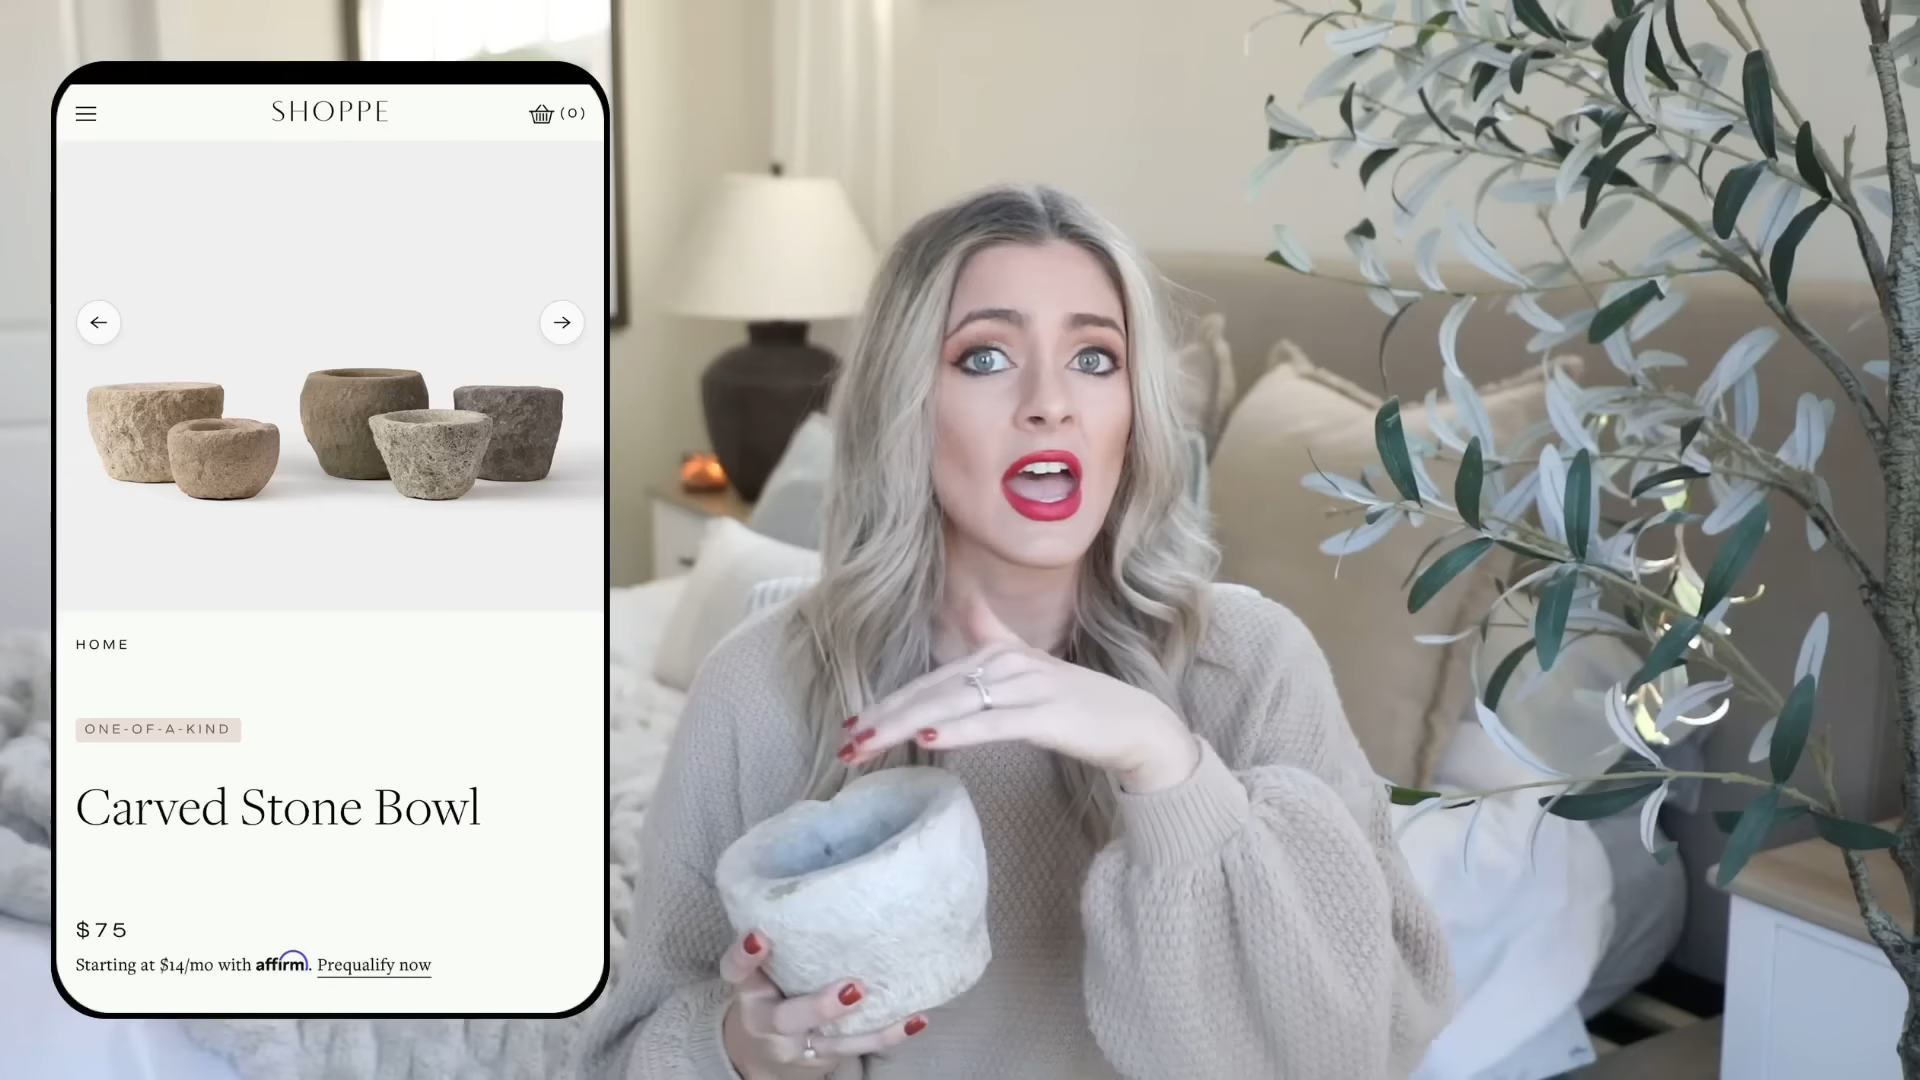 SHOPPE
(0)
HOME
ONE-OF-A-KIND
Carved Stone Bowl
$75
Starting at $14/mo with affirm. Prequalify now